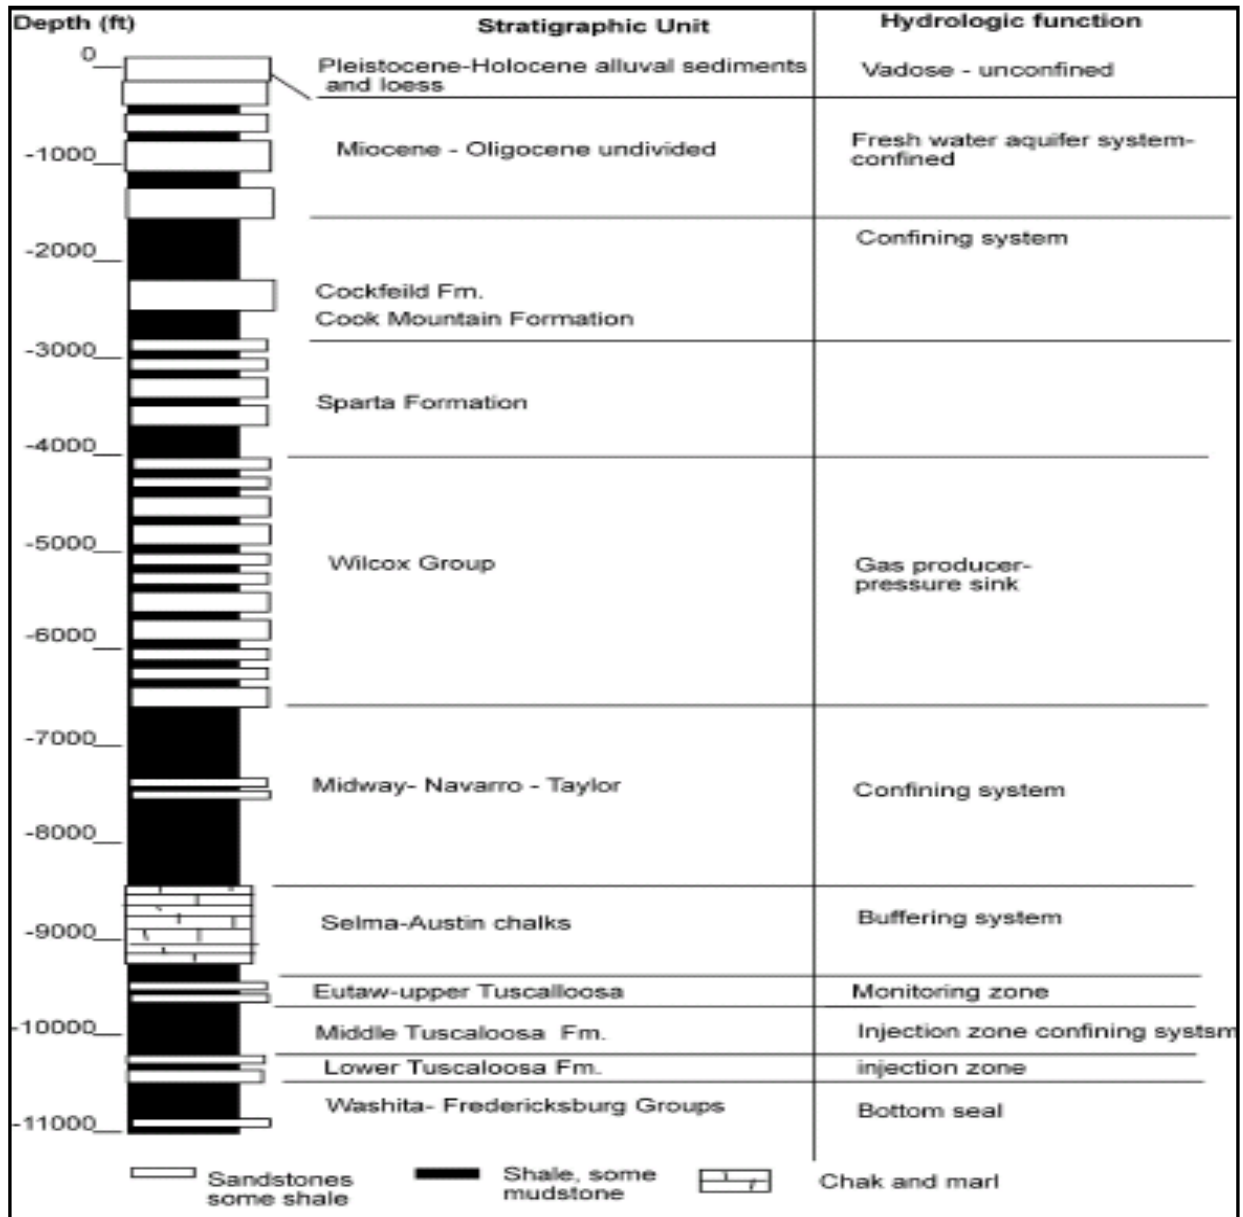 Depth (ft)
Stratigraphic Unit
Hydrologic function
0
Pleistocene-Holocene alluval sediments
and loess
Vadose - unconfined
-1000
Miocene - Oligocene undivided
Fresh water aquifer system-
confined
-2000
Confining system
Cockfeild Fm.
Cook Mountain Formation
-3000
Sparta Formation
-4000
-5000
Wilcox Group
Gas producer-
pressure sink
-6000
-7000
Midway- Navarro - Taylor
Confining system
-8000
Selma-Austin chalks
Buffering system
-9000
Eutaw-upper Tuscalloosa
Monitoring zone
-10000
Middle Tuscaloosa Fm.
Injection zone confining systsm
Lower Tuscaloosa Fm.
injection zone
Washita- Fredericksburg Groups
Bottom seal
-11000
Sandstones
some shale
Shale, some
mudstone
Chak and marl